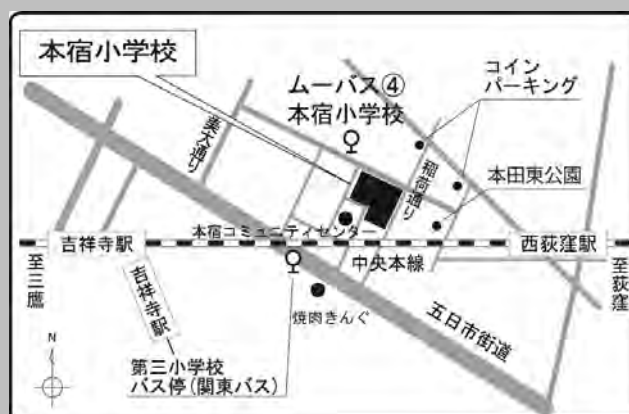 本宿小学校
ムーバス④
本宿小学校
コイン
パーキング
本田東公園
稲荷通り
本宿コミュニティセンター
吉祥寺駅
中央本線
西荻窪駅
至三鷹
吉祥寺駅
至荻窪
焼肉きんぐ
五日市街道
N
第三小学校
バス停(関東バス)